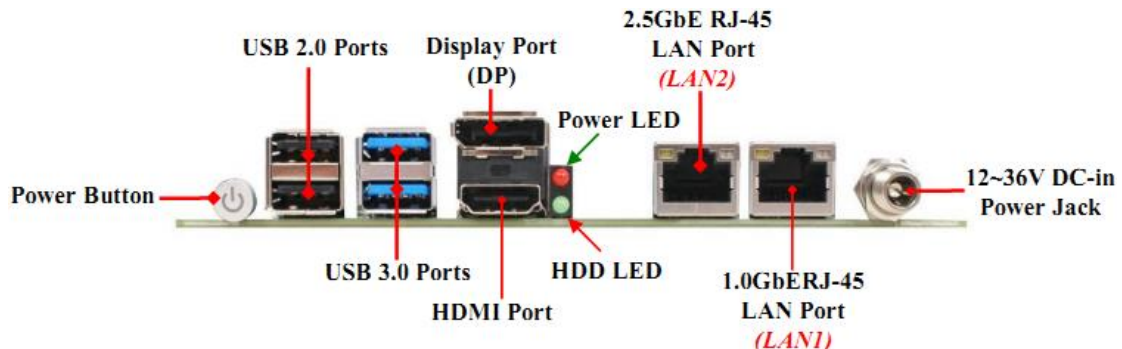 2.5GbE RJ-45
LAN Port
(LAN2)
USB 2.0 Ports
Display Port
(DP)
Power LED
Power Button
12~36V DC-in
Power Jack
USB 3.0 Ports
HDD LED
HDMI Port
1.0GbERJ-45
LAN Port
(LAN1)